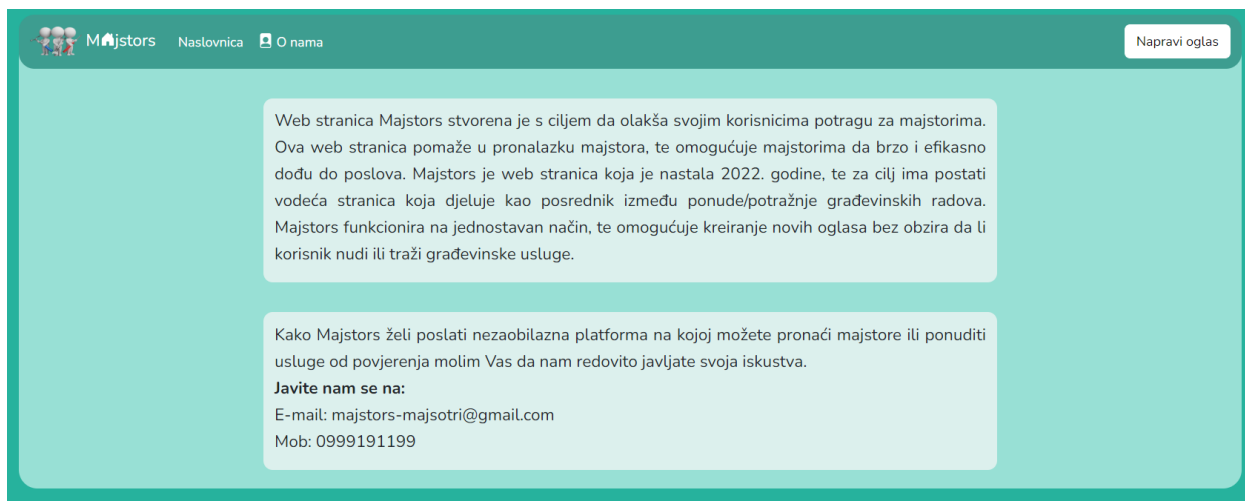 Majstors Naslovnica O nama Napravi oglas
Web stranica Majstors stvorena je s ciljem da olakša svojim korisnicima potragu za majstorima.
Ova web stranica pomaže u pronalazku majstora, te omogućuje majstorima da brzo i efikasno
dođu do poslova. Majstors je web stranica koja je nastala 2022. godine, te za cilj ima postati
vodeća stranica koja djeluje kao posrednik između ponude/potražnje građevinskih radova.
Majstors funkcionira na jednostavan način, te omogućuje kreiranje novih oglasa bez obzira da li
korisnik nudi ili traži građevinske usluge.
Kako Majstors želi poslati nezaobilazna platforma na kojoj možete pronaći majstore ili ponuditi
usluge od povjerenja molim Vas da nam redovito javljate svoja iskustva.
Javite nam se na:
E-mail: majstors-majsotri@gmail.com
Mob: 0999191199